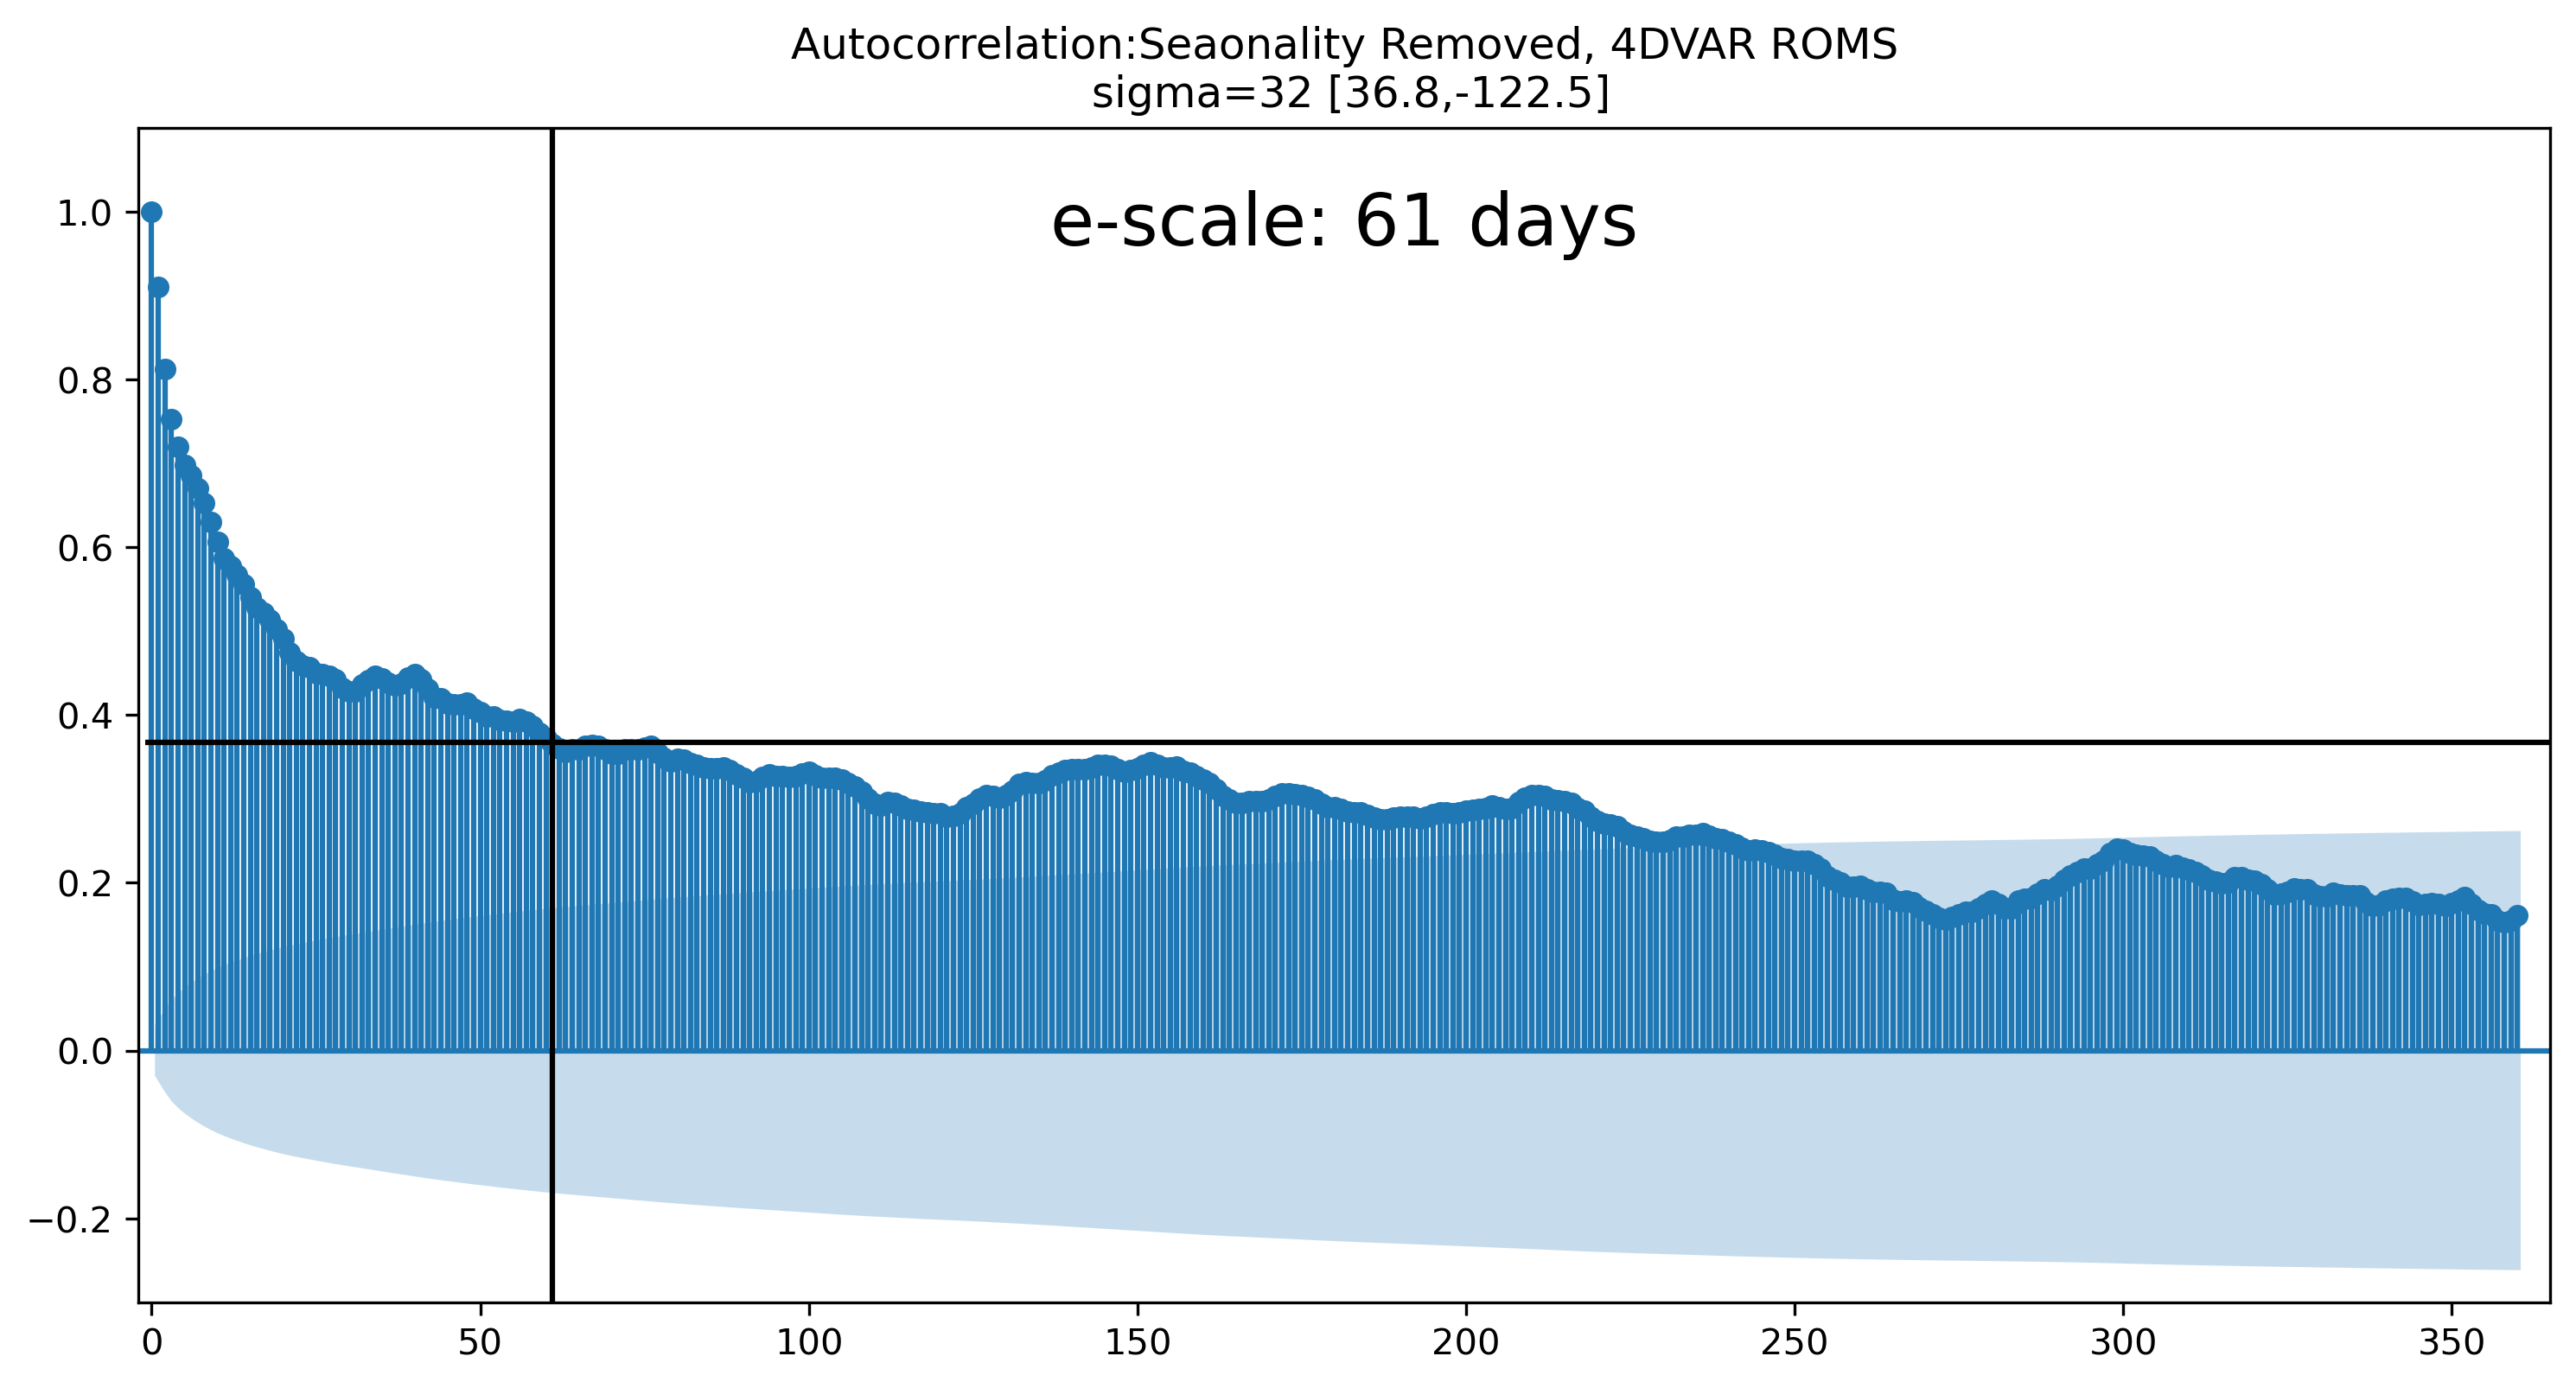 Autocorrelation:Seaonality Removed, 4DVAR ROMS
sigma=32 [36.8,-122.5]
e-scale: 61 days
1.0
0.8
0.6
0.4
0.2
0.0
−0.2
0 50 100 150 200 250 300 350